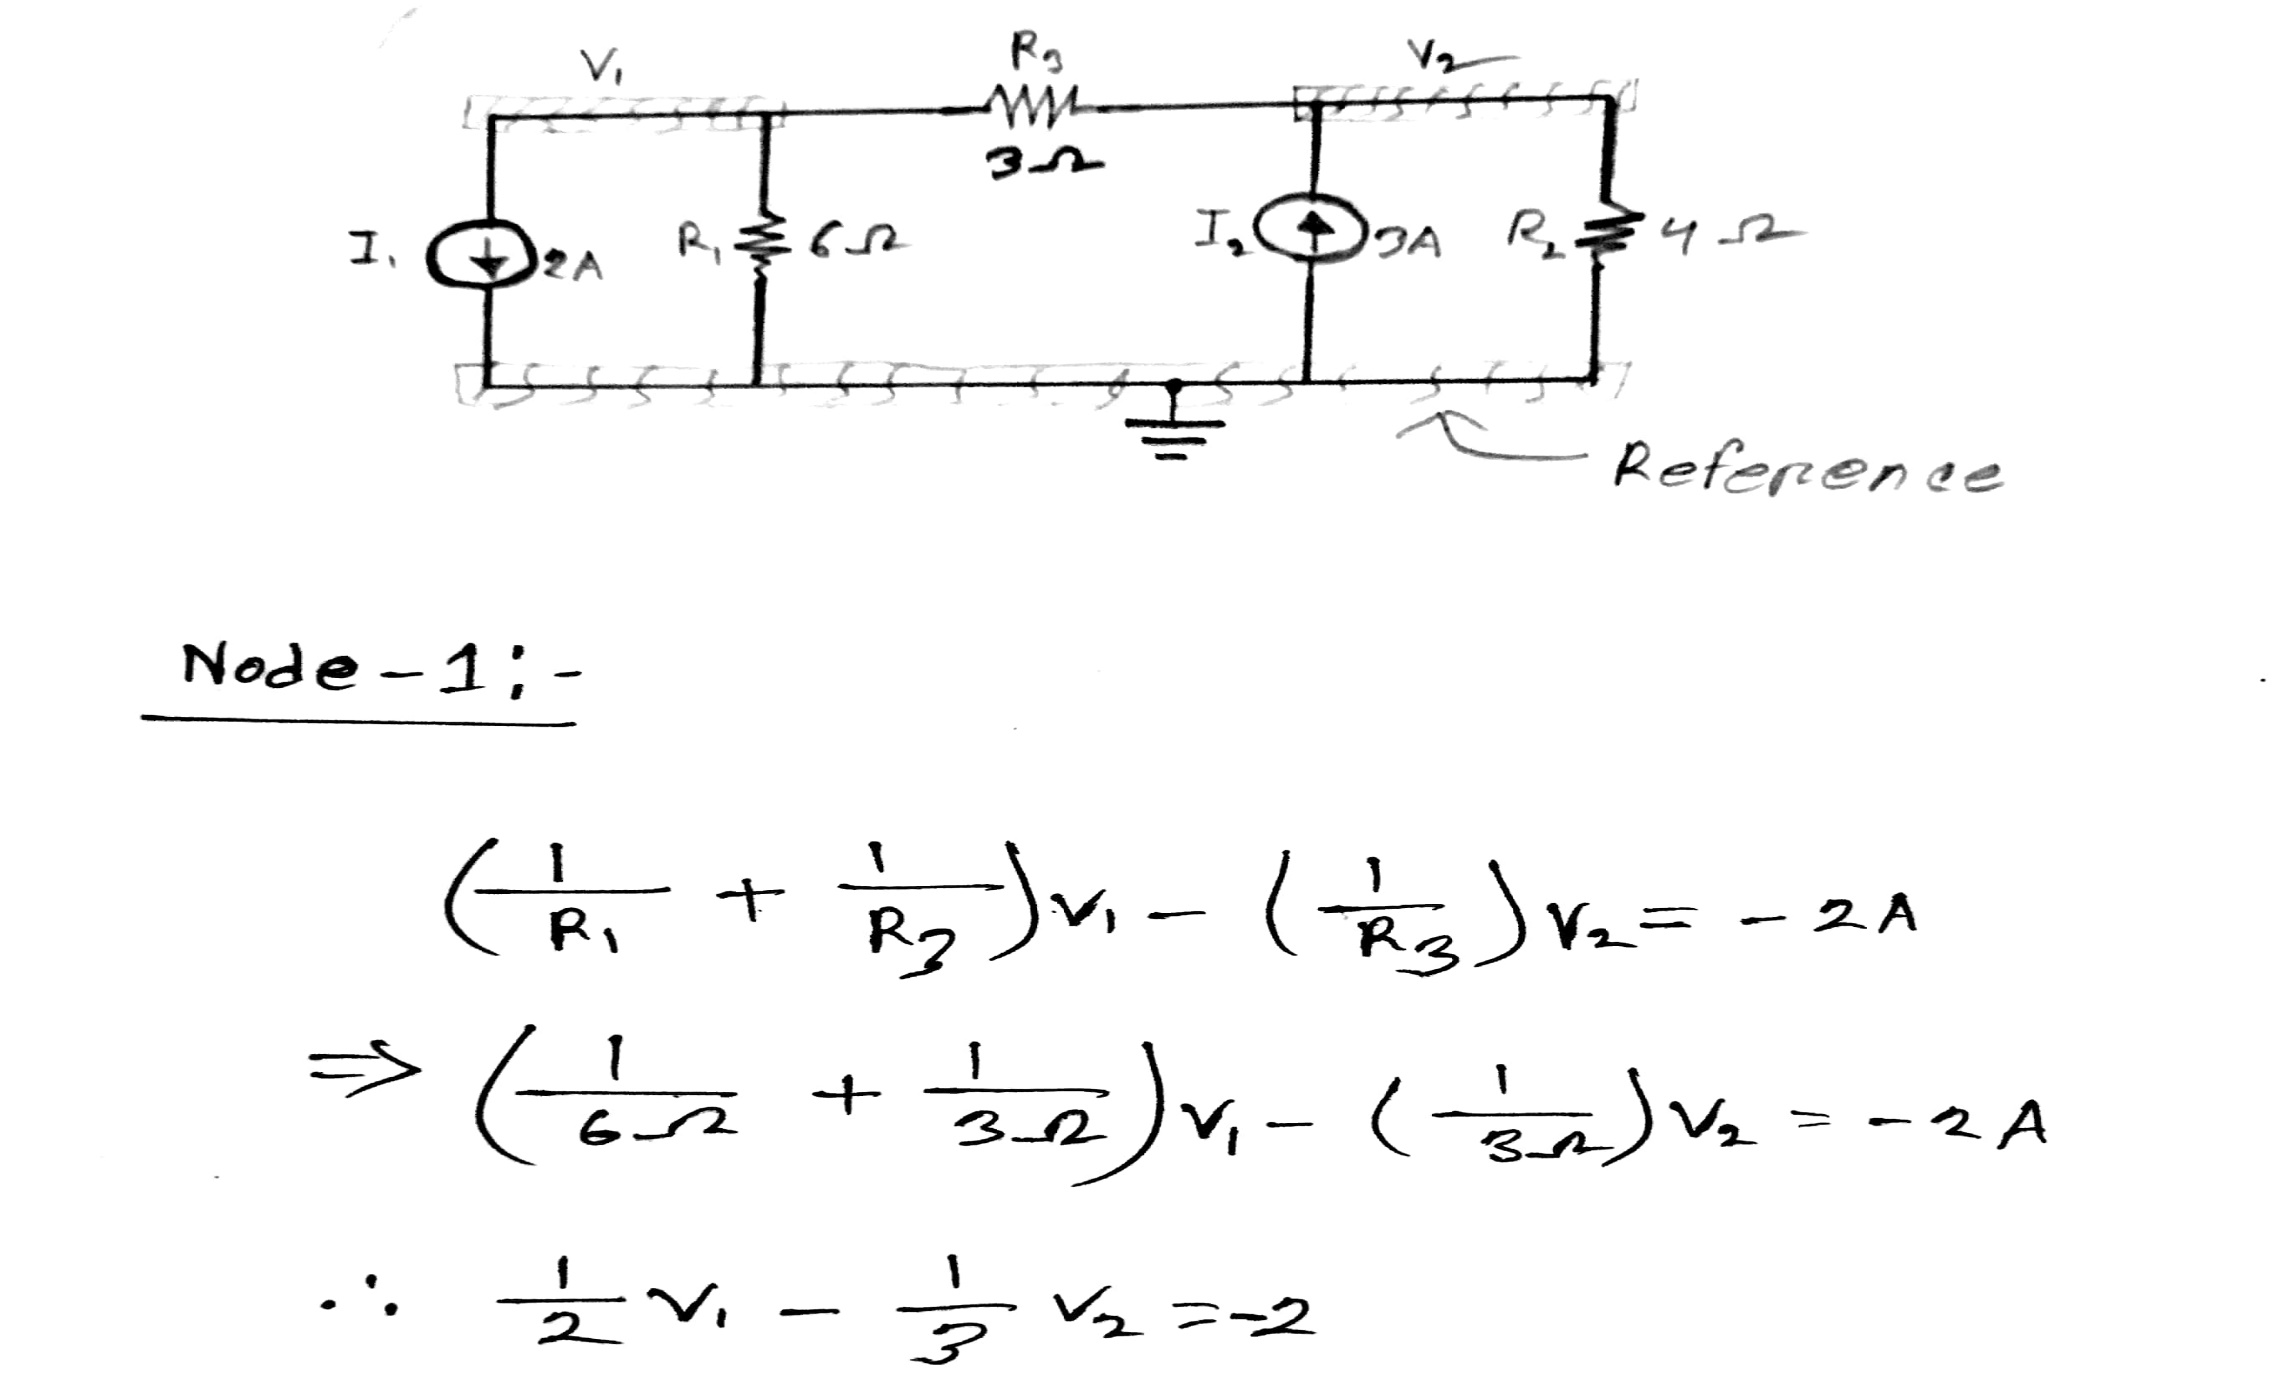 V₁ R₃ V₂
3Ω
I₁ 2A R₁ 6Ω I₂ 3A R₂ 4Ω
Reference
Node-1:-
(1/R₁ + 1/R₃)V₁ - (1/R₃)V₂ = -2A
⇒ (1/6Ω + 1/3Ω)V₁ - (1/3Ω)V₂ = -2A
∴ 1/2 V₁ - 1/3 V₂ = -2